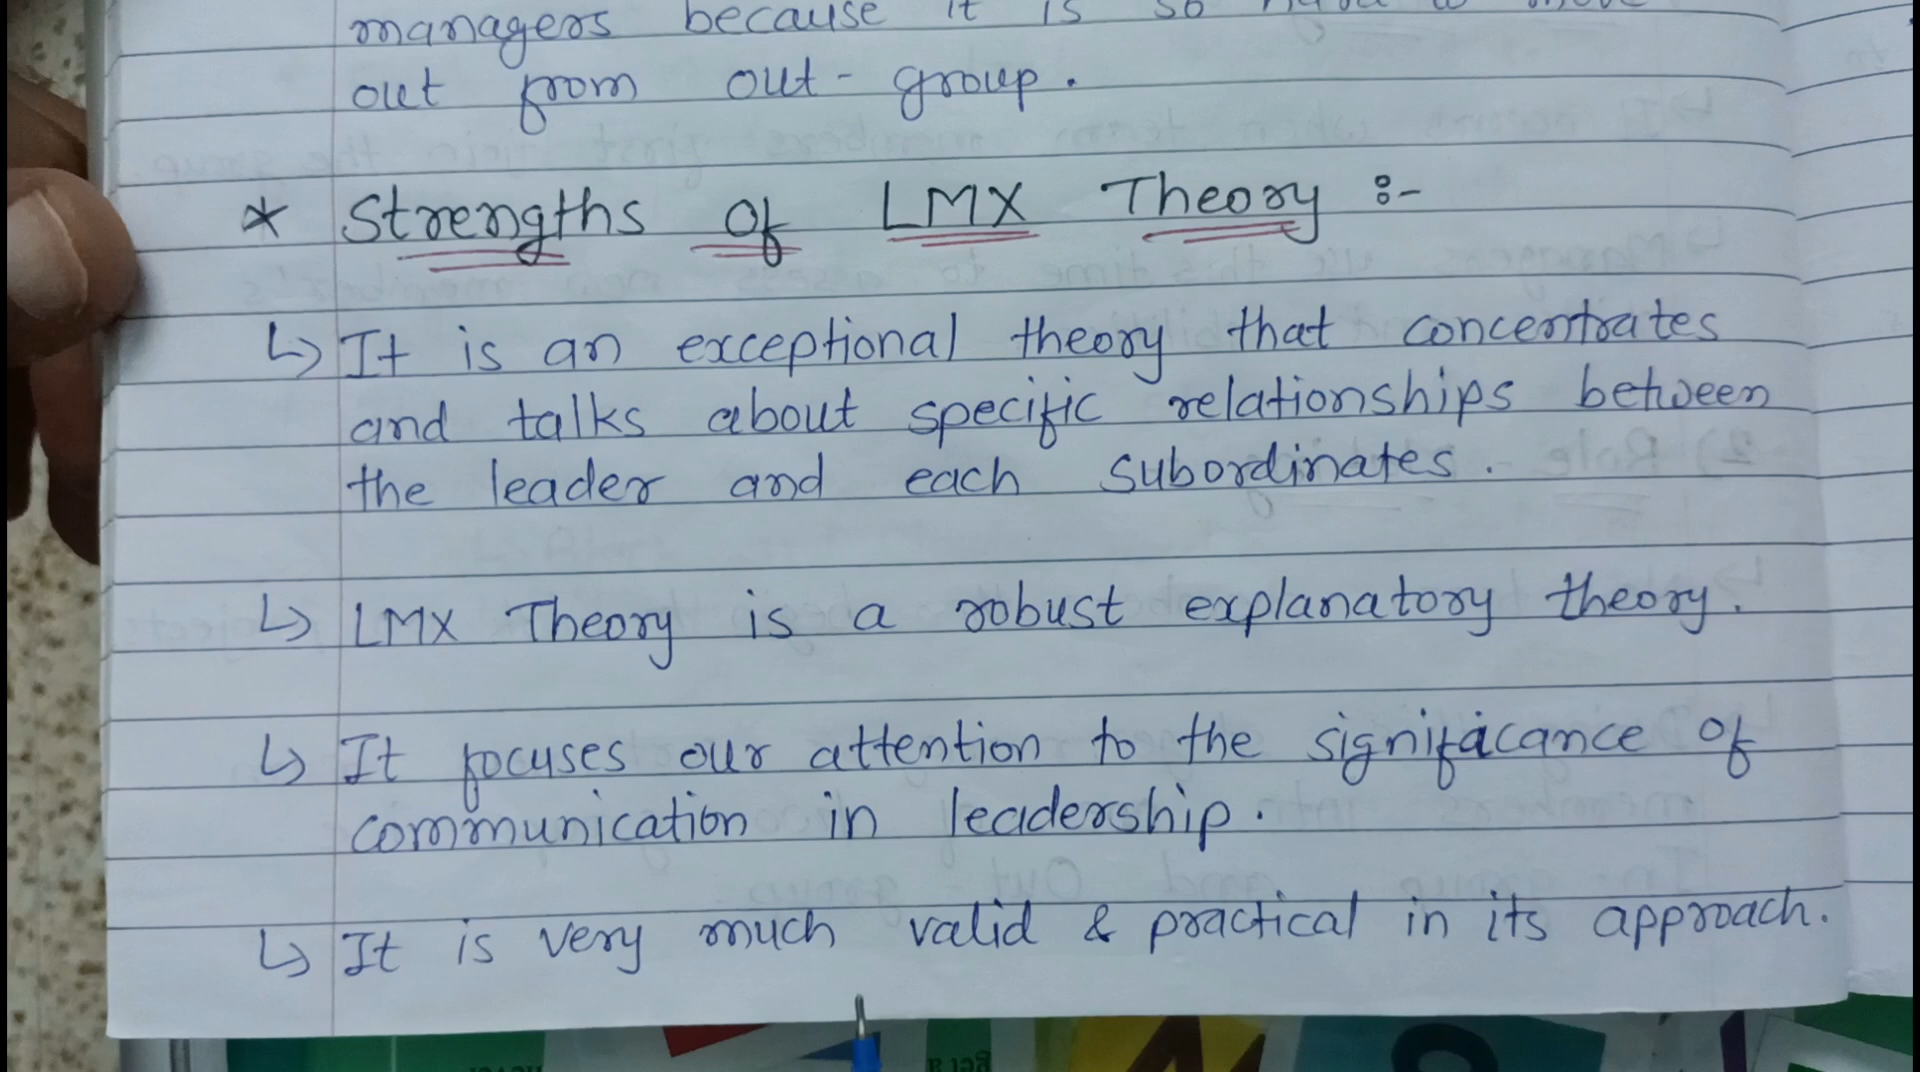 managers because it is so
out from out - group.
* Strengths of LMX Theory :-
↳ It is an exceptional theory that concentrates
and talks about specific relationships between
the leader and each subordinates.
↳ LMX Theory is a robust explanatory theory.
↳ It focuses our attention to the significance of
communication in leadership.
↳ It is very much valid & practical in its approach.